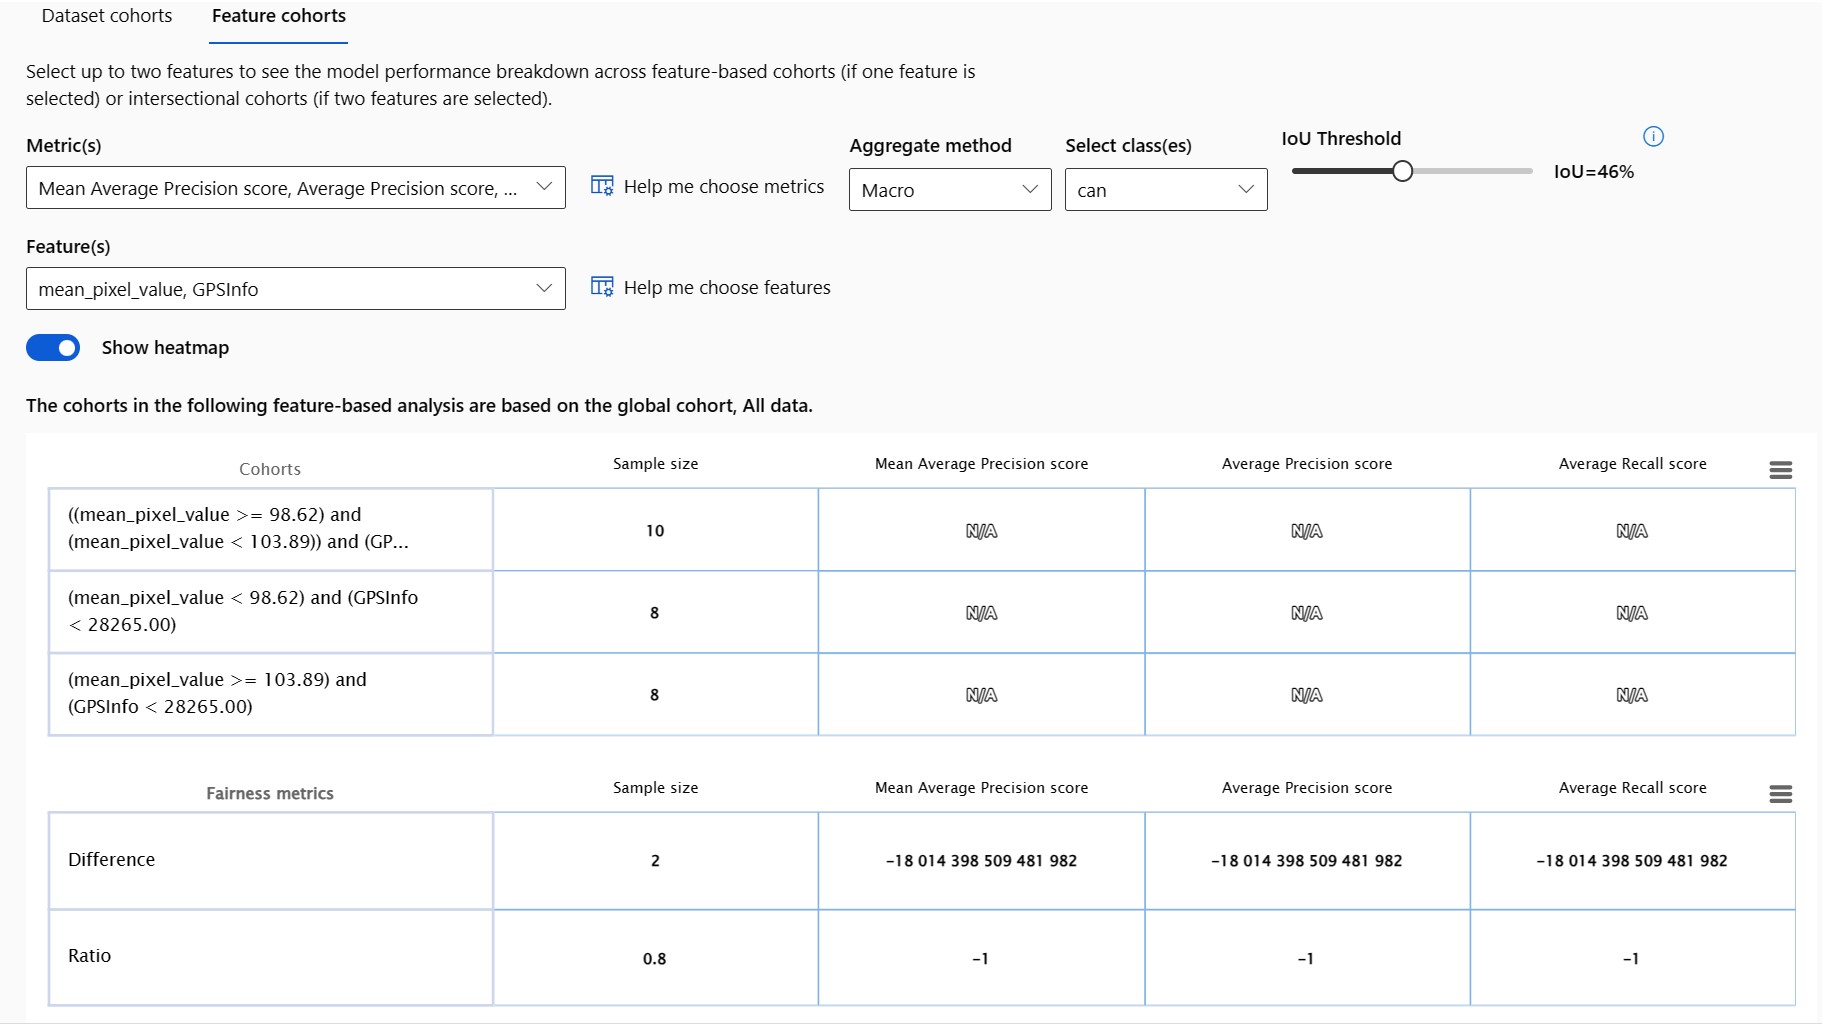 Dataset cohorts
Feature cohorts
Select up to two features to see the model performance breakdown across feature-based cohorts (if one feature is
selected) or intersectional cohorts (if two features are selected).
Metric(s)
Mean Average Precision score, Average Precision score, ...
Help me choose metrics
Aggregate method
Macro
Select class(es)
can
IoU Threshold
IoU=46%
Feature(s)
mean_pixel_value, GPSInfo
Help me choose features
Show heatmap
The cohorts in the following feature-based analysis are based on the global cohort, All data.
Cohorts
Sample size
Mean Average Precision score
Average Precision score
Average Recall score
((mean_pixel_value >= 98.62) and
(mean_pixel_value < 103.89)) and (GP...
10
N/A
N/A
N/A
(mean_pixel_value < 98.62) and (GPSInfo
< 28265.00)
8
N/A
N/A
N/A
(mean_pixel_value >= 103.89) and
(GPSInfo < 28265.00)
8
N/A
N/A
N/A
Fairness metrics
Sample size
Mean Average Precision score
Average Precision score
Average Recall score
Difference
2
−18 014 398 509 481 982
−18 014 398 509 481 982
−18 014 398 509 481 982
Ratio
0.8
−1
−1
−1